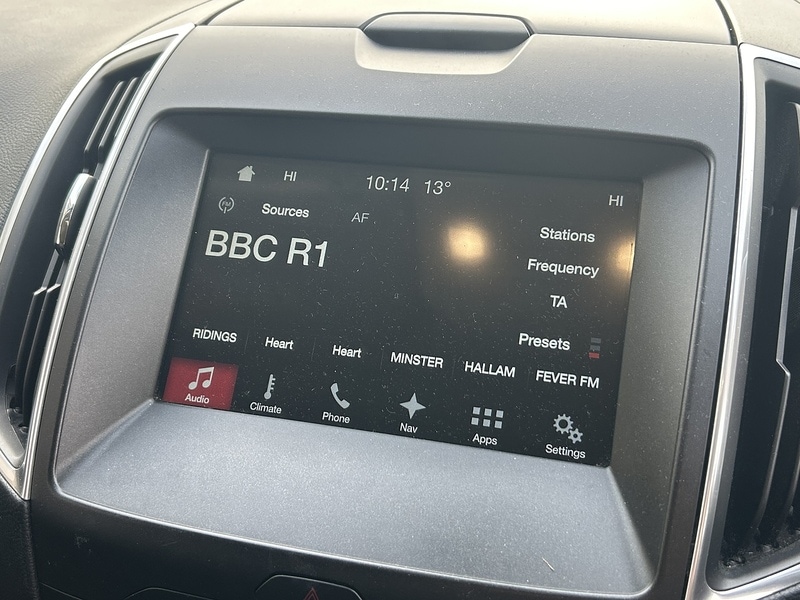 HI 10:14 13° HI
FM Sources AF
BBC R1
Stations
Frequency
TA
Presets
RIDINGS Heart Heart MINSTER HALLAM FEVER FM
Audio Climate Phone Nav Apps Settings